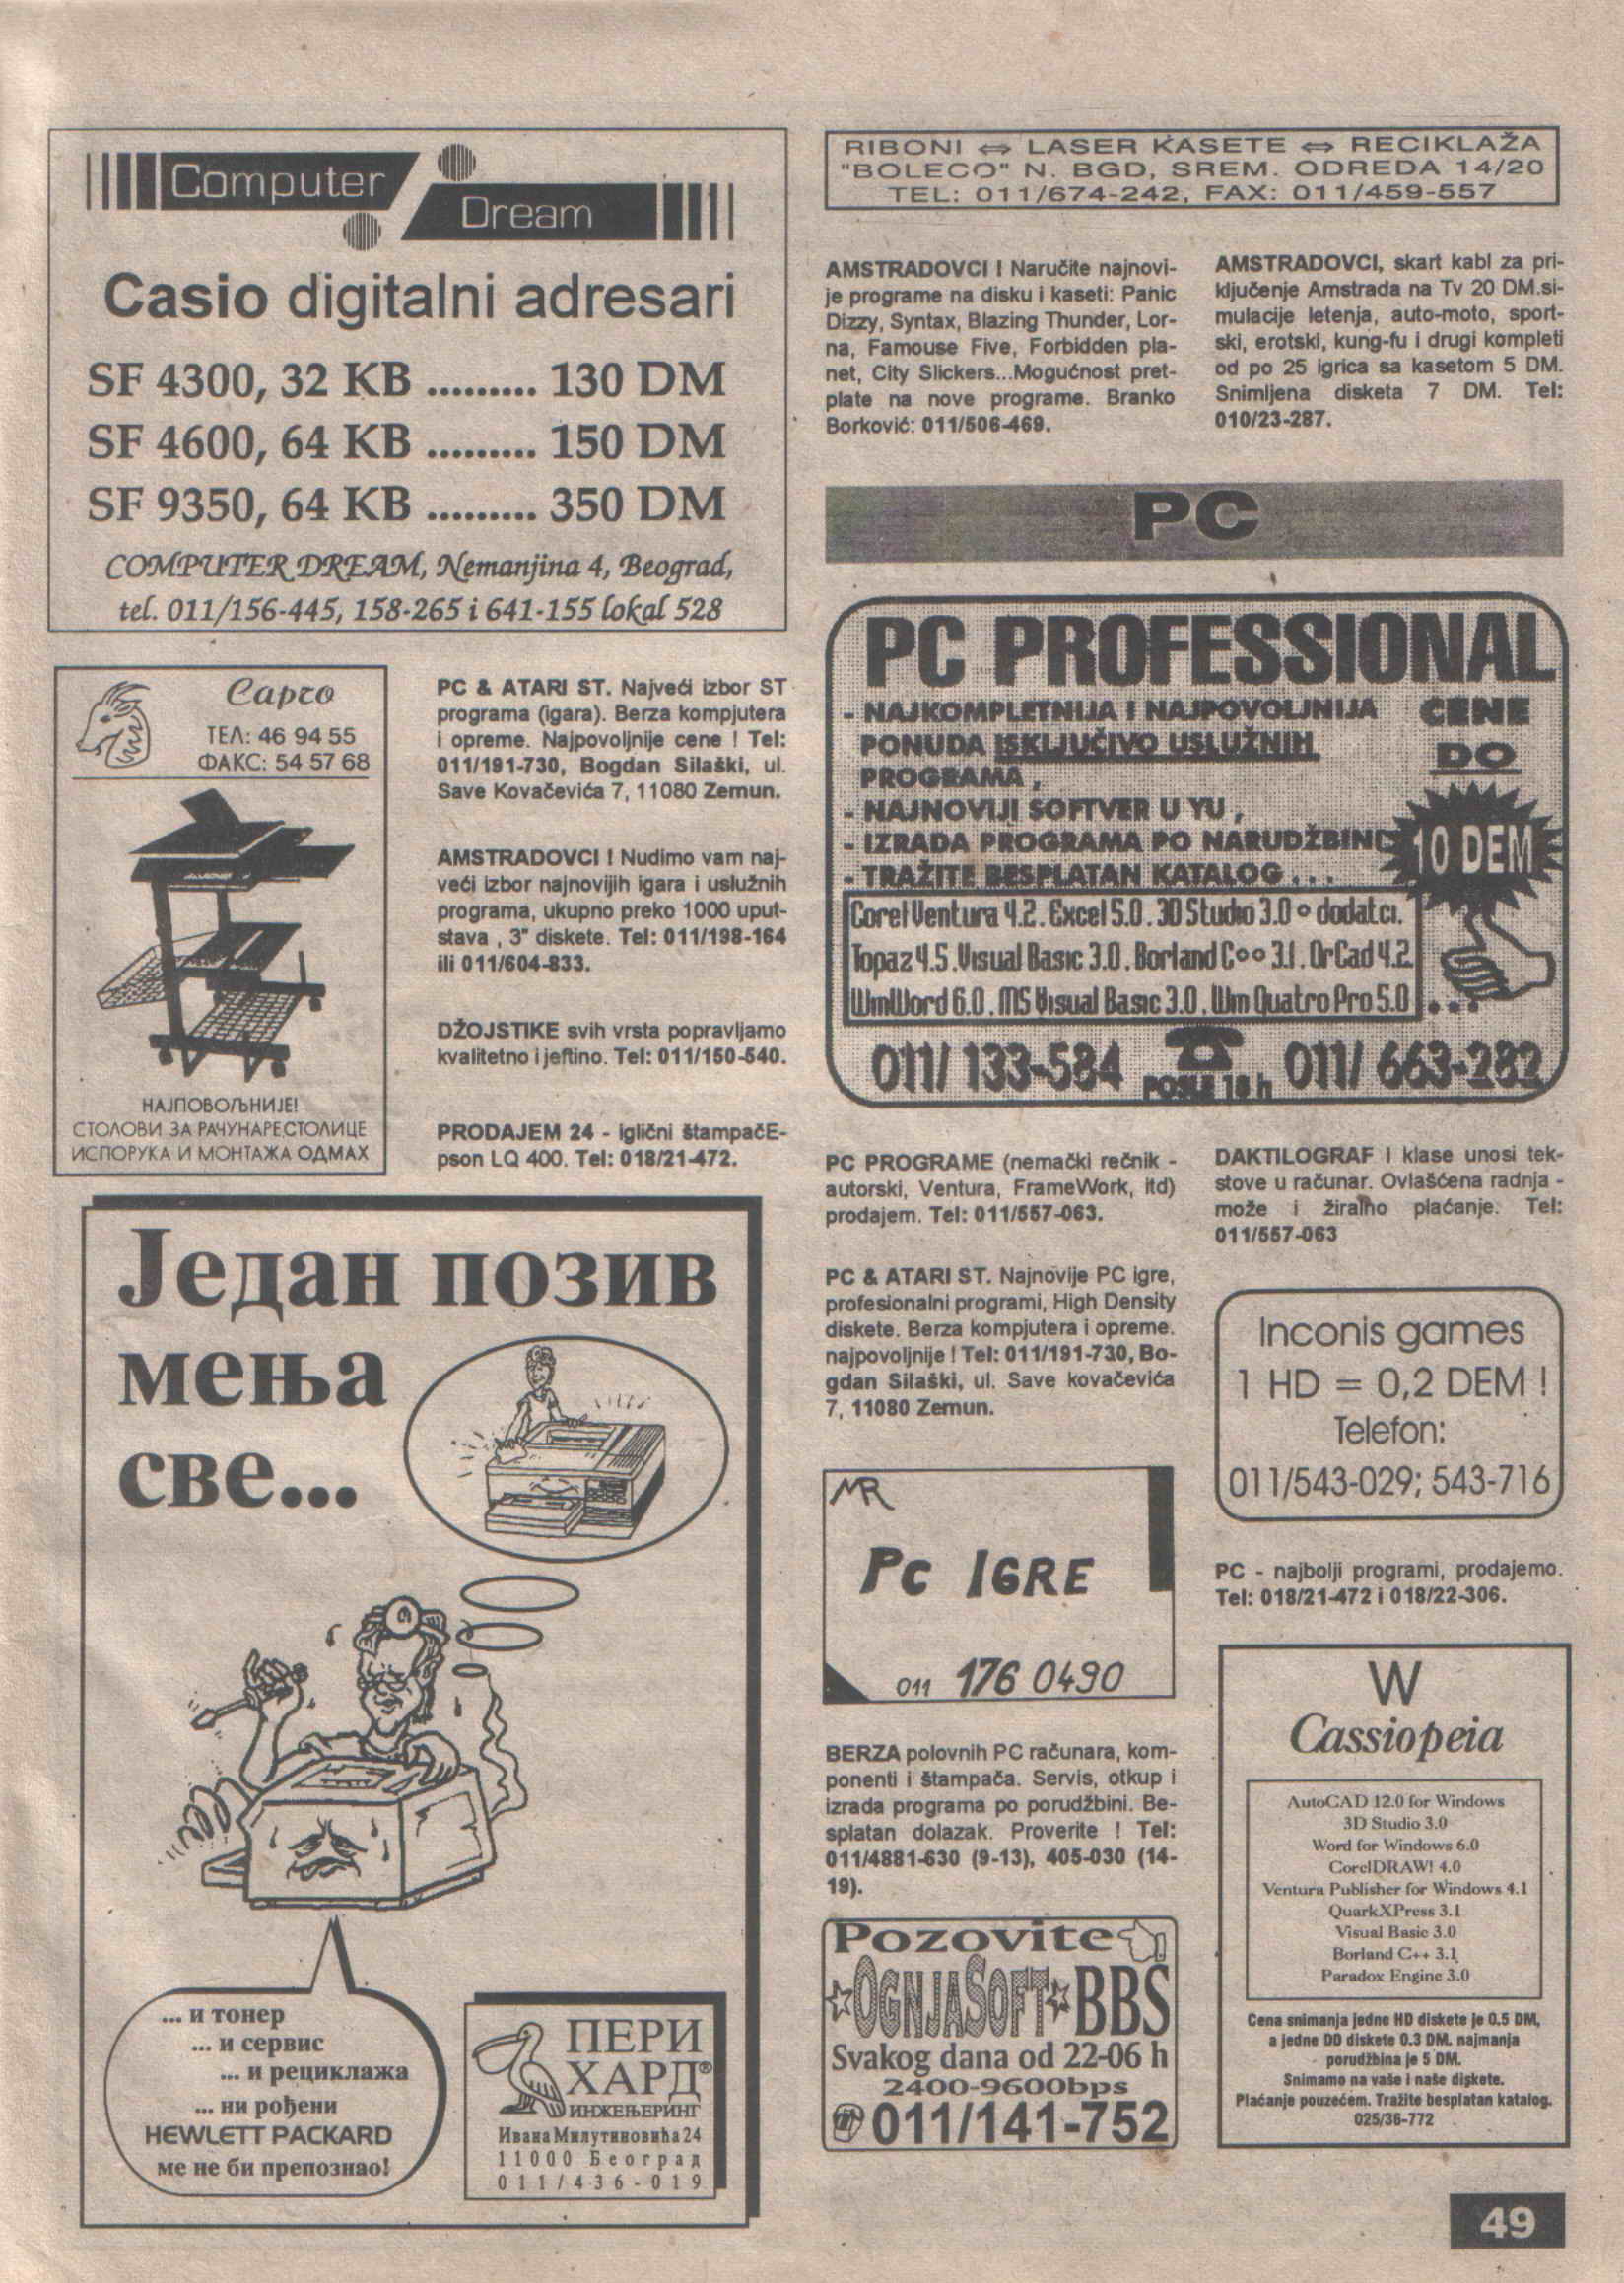 Computer
Dream
Casio digitalni adresari
SF 4300, 32 KB ......... 130 DM
SF 4600, 64 KB ......... 150 DM
SF 9350, 64 KB ......... 350 DM
COMPUTER DREAM, Nemanjina 4, Beograd,
tel. 011/156-445, 158-265 i 641-155 lokal 528
Сарго
ТЕЛ: 46 94 55
ФАКС: 54 57 68
НАЈПОВОЉНИЈЕ!
СТОЛОВИ ЗА РАЧУНАРЕ,СТОЛИЦЕ
ИСПОРУКА И МОНТАЖА ОДМАХ
PC & ATARI ST. Najveći izbor ST
programa (igara). Berza kompjutera
i opreme. Najpovoljnije cene ! Tel:
011/191-730, Bogdan Silaški, ul.
Save Kovačevića 7, 11080 Zemun.
AMSTRADOVCI ! Nudimo vam naj-
veći izbor najnovijih igara i uslužnih
programa, ukupno preko 1000 uput-
stava , 3" diskete. Tel: 011/198-164
ili 011/604-833.
DŽOJSTIKE svih vrsta popravljamo
kvalitetno i jeftino. Tel: 011/150-540.
PRODAJEM 24 - iglični štampačE-
pson LQ 400. Tel: 018/21-472.
Један позив
мења
све...
... и тонер
... и сервис
... и рециклажа
... ни рођени
HEWLETT PACKARD
ме не би препознао!
ПЕРИ
ХАРД®
ИНЖЕЊЕРИНГ
Ивана Милутиновића 24
11000 Београд
011/436-019
RIBONI ⇔ LASER KASETE ⇔ RECIKLAŽA
"BOLECO" N. BGD, SREM. ODREDA 14/20
TEL: 011/674-242, FAX: 011/459-557
AMSTRADOVCI ! Naručite najnovi-
je programe na disku i kaseti: Panic
Dizzy, Syntax, Blazing Thunder, Lor-
na, Famouse Five, Forbidden pla-
net, City Slickers...Mogućnost pret-
plate na nove programe. Branko
Borković: 011/506-469.
AMSTRADOVCI, skart kabl za pri-
ključenje Amstrada na Tv 20 DM.si-
mulacije letenja, auto-moto, sport-
ski, erotski, kung-fu i drugi kompleti
od po 25 igrica sa kasetom 5 DM.
Snimljena disketa 7 DM. Tel:
010/23-287.
PC
PC PROFESSIONAL
- NAJKOMPLETNIJA I NAJPOVOLJNIJA
PONUDA ISKLJUČIVO USLUŽNIH
PROGRAMA ,
- NAJNOVIJI SOFTVER U YU ,
- IZRADA PROGRAMA PO NARUDŽBINI
- TRAŽITE BESPLATAN KATALOG . . .
CENE
DO
10 DEM
Corel Ventura 4.2. Excel 5.0. 3D Studio 3.0 + dodatci.
Topaz 4.5 .Visual Basic 3.0 . Borland C++ 3.1 . OrCad 4.2
WinWord 6.0 . MS Visual Basic 3.0 . Win Quatro Pro 5.0 . . .
011/ 133-584 POSLE 18 h 011/ 663-282
PC PROGRAME (nemački rečnik -
autorski, Ventura, FrameWork, itd)
prodajem. Tel: 011/557-063.
PC & ATARI ST. Najnovije PC igre,
profesionalni programi, High Density
diskete. Berza kompjutera i opreme.
najpovoljnije ! Tel: 011/191-730, Bo-
gdan Silaški, ul. Save kovačevića
7, 11080 Zemun.
MR
PC IGRE
011 176 0490
BERZA polovnih PC računara, kom-
ponenti i štampača. Servis, otkup i
izrada programa po porudžbini. Be-
splatan dolazak. Proverite ! Tel:
011/4881-630 (9-13), 405-030 (14-
19).
Pozovite
OGNJASOFT BBS
Svakog dana od 22-06 h
2400-9600bps
011/141-752
DAKTILOGRAF I klase unosi tek-
stove u računar. Ovlašćena radnja -
može i žiralno plaćanje. Tel:
011/557-063
Inconis games
1 HD = 0,2 DEM !
Telefon:
011/543-029; 543-716
PC - najbolji programi, prodajemo.
Tel: 018/21-472 i 018/22-306.
W
Cassiopeia
AutoCAD 12.0 for Windows
3D Studio 3.0
Word for Windows 6.0
CorelDRAW! 4.0
Ventura Publisher for Windows 4.1
QuarkXPress 3.1
Visual Basic 3.0
Borland C++ 3.1
Paradox Engine 3.0
Cena snimanja jedne HD diskete je 0.5 DM,
a jedne DD diskete 0.3 DM. najmanja
porudžbina je 5 DM.
Snimamo na vaše i naše diskete.
Plaćanje pouzećem. Tražite besplatan katalog.
025/36-772
49